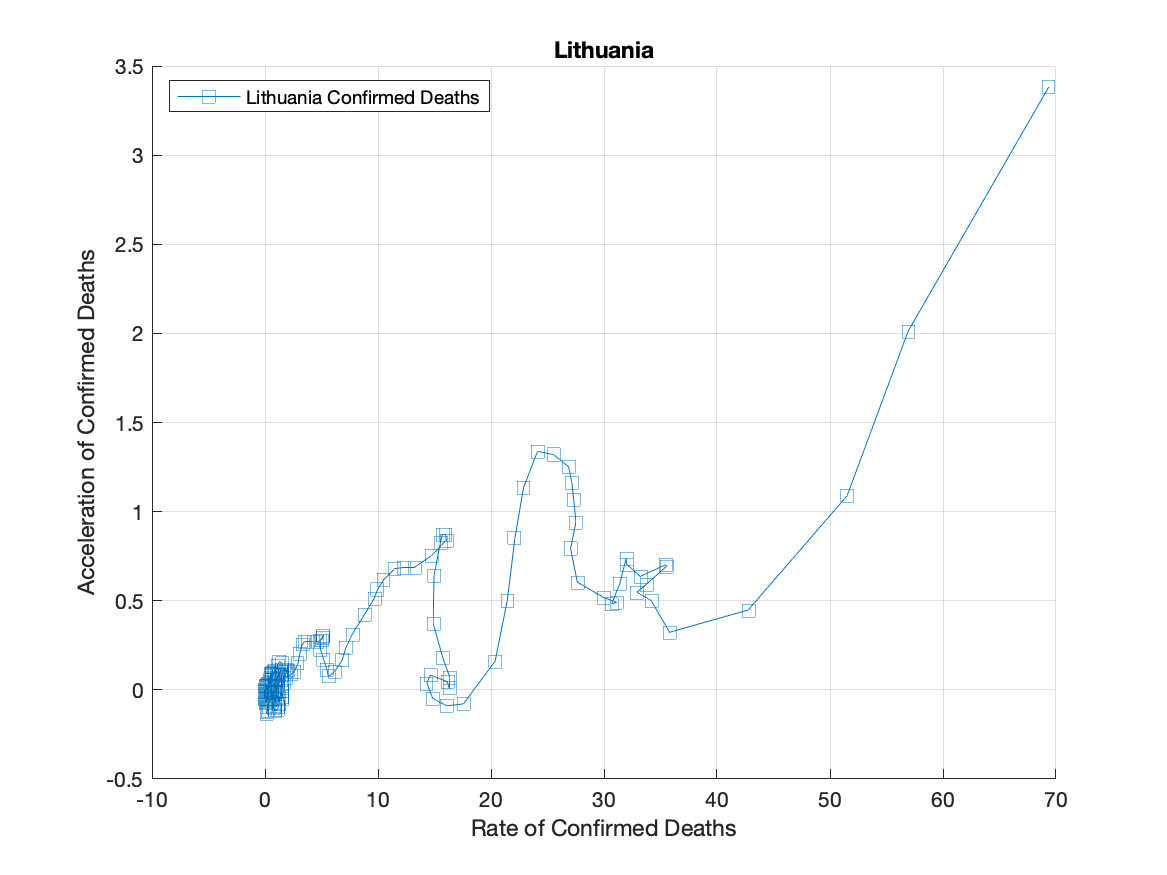 Lithuania
Lithuania Confirmed Deaths
3.5
3
2.5
2
1.5
1
0.5
0
-0.5
Acceleration of Confirmed Deaths
-10 0 10 20 30 40 50 60 70
Rate of Confirmed Deaths